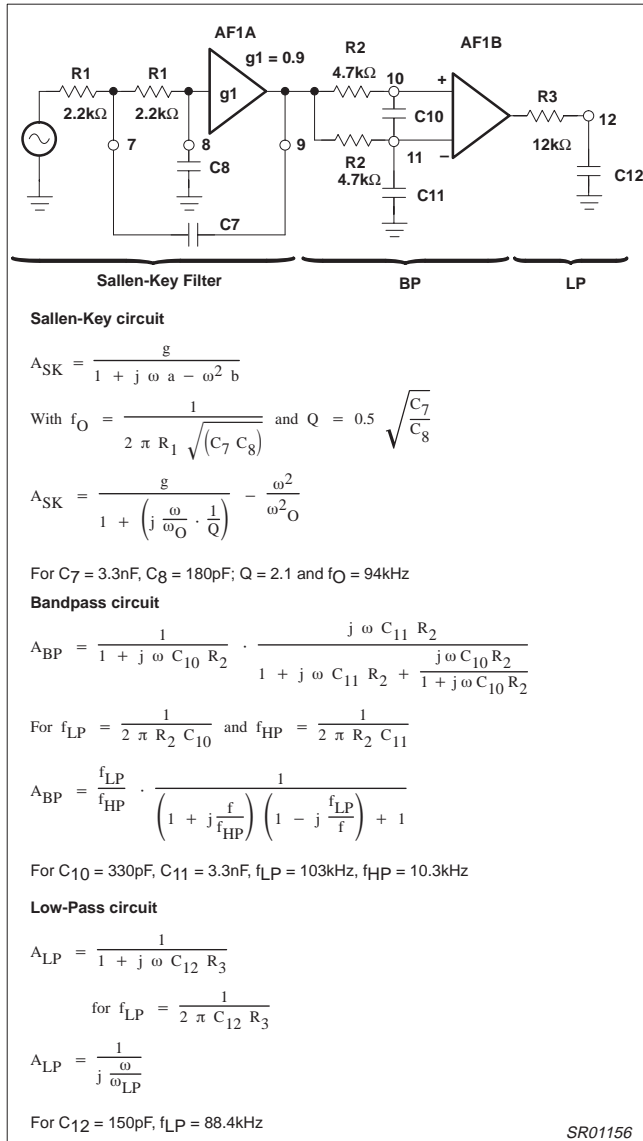 AF1A
g1 = 0.9
AF1B
R1
R1
R2
R3
2.2kΩ
2.2kΩ
g1
4.7kΩ
10
+
C10
12
7
8
9
R2
11
–
12kΩ
C8
4.7kΩ
C11
C12
C7
Sallen-Key Filter
BP
LP
Sallen-Key circuit
A_SK = g / (1 + j ω a − ω² b)
With f_O = 1 / (2 π R_1 √(C_7 C_8)) and Q = 0.5 √(C_7 / C_8)
A_SK = g / (1 + (j ω/ω_O · 1/Q)) − ω² / ω²_O
For C7 = 3.3nF, C8 = 180pF; Q = 2.1 and fO = 94kHz
Bandpass circuit
A_BP = 1 / (1 + j ω C_10 R_2) · j ω C_11 R_2 / (1 + j ω C_11 R_2 + j ω C_10 R_2 / (1 + j ω C_10 R_2))
For f_LP = 1 / (2 π R_2 C_10) and f_HP = 1 / (2 π R_2 C_11)
A_BP = f_LP / f_HP · 1 / ((1 + j f/f_HP) (1 − j f_LP/f) + 1)
For C10 = 330pF, C11 = 3.3nF, fLP = 103kHz, fHP = 10.3kHz
Low-Pass circuit
A_LP = 1 / (1 + j ω C_12 R_3)
for f_LP = 1 / (2 π C_12 R_3)
A_LP = 1 / (j ω/ω_LP)
For C12 = 150pF, fLP = 88.4kHz
SR01156